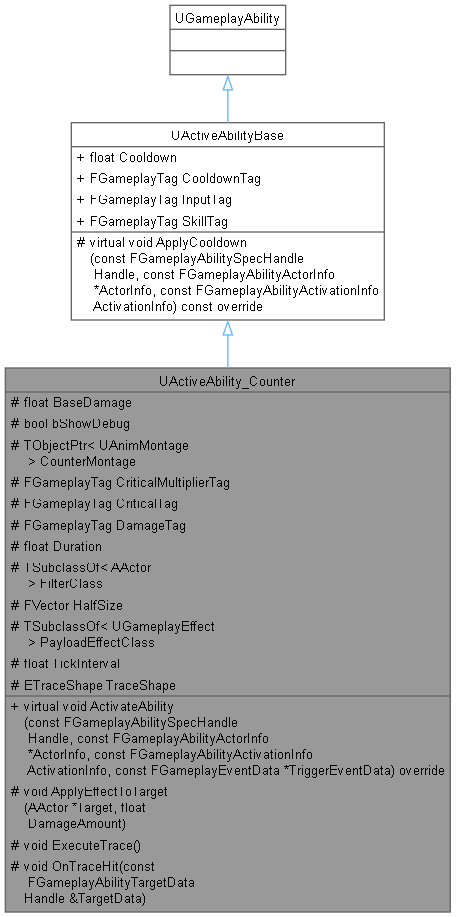 UGameplayAbility
UActiveAbilityBase
+ float Cooldown
+ FGameplayTag CooldownTag
+ FGameplayTag InputTag
+ FGameplayTag SkillTag
# virtual void ApplyCooldown
(const FGameplayAbilitySpecHandle
Handle, const FGameplayAbilityActorInfo
*ActorInfo, const FGameplayAbilityActivationInfo
ActivationInfo) const override
UActiveAbility_Counter
# float BaseDamage
# bool bShowDebug
# TObjectPtr< UAnimMontage
> CounterMontage
# FGameplayTag CriticalMultiplierTag
# FGameplayTag CriticalTag
# FGameplayTag DamageTag
# float Duration
# TSubclassOf< AActor
> FilterClass
# FVector HalfSize
# TSubclassOf< UGameplayEffect
> PayloadEffectClass
# float TickInterval
# ETraceShape TraceShape
+ virtual void ActivateAbility
(const FGameplayAbilitySpecHandle
Handle, const FGameplayAbilityActorInfo
*ActorInfo, const FGameplayAbilityActivationInfo
ActivationInfo, const FGameplayEventData *TriggerEventData) override
# void ApplyEffectToTarget
(AActor *Target, float
DamageAmount)
# void ExecuteTrace()
# void OnTraceHit(const
FGameplayAbilityTargetData
Handle &TargetData)